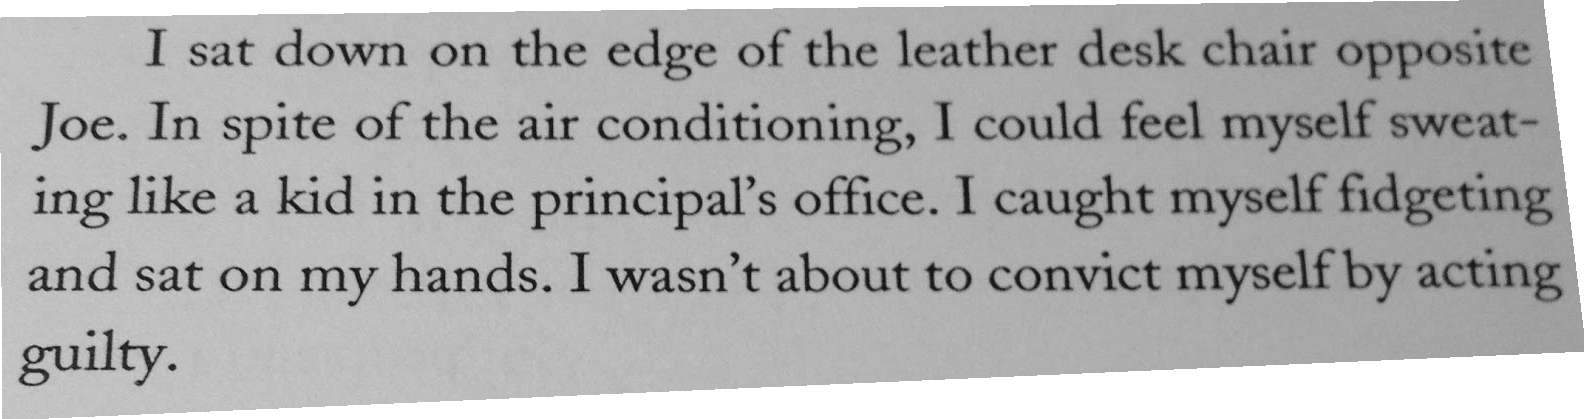 I sat down on the edge of the leather desk chair opposite
Joe. In spite of the air conditioning, I could feel myself sweat-
ing like a kid in the principal’s office. I caught myself fidgeting
and sat on my hands. I wasn’t about to convict myself by acting
guilty.